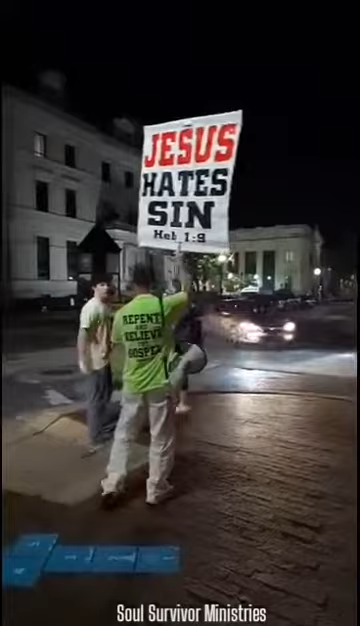 JESUS
HATES
SIN
Heb 1:9
REPENT
AND
BELIEVE
THE
GOSPEL
Soul Survivor Ministries